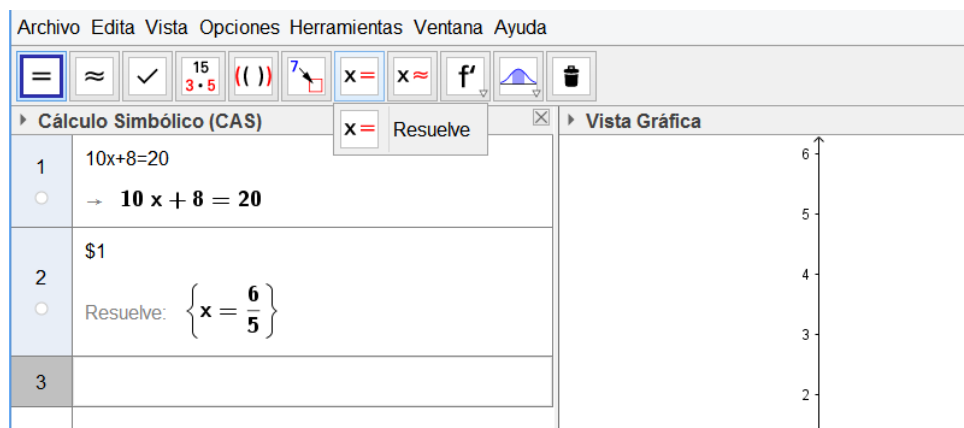 Archivo Edita Vista Opciones Herramientas Ventana Ayuda
= ≈ ✓ 15 3·5 (( )) 7 x= x≈ f′
Cálculo Simbólico (CAS)
x= Resuelve
Vista Gráfica
1
10x+8=20
→ 10 x + 8 = 20
2
$1
Resuelve: {x = 6/5}
3
6
5
4
3
2